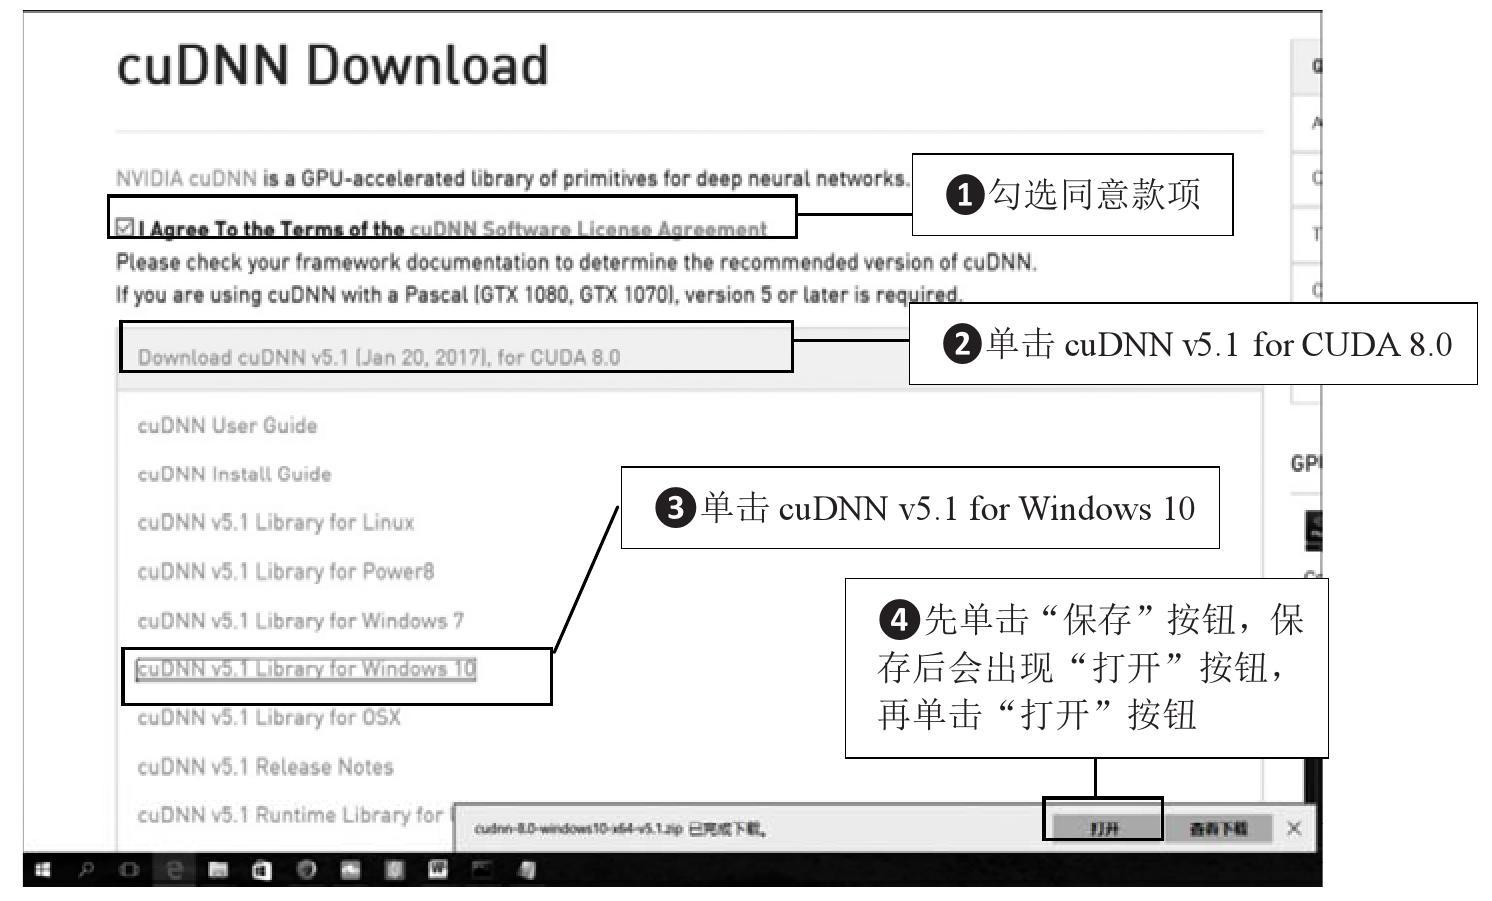 cuDNN Download
NVIDIA cuDNN is a GPU-accelerated library of primitives for deep neural networks.
❶勾选同意款项
I Agree To the Terms of the cuDNN Software License Agreement
Please check your framework documentation to determine the recommended version of cuDNN.
If you are using cuDNN with a Pascal (GTX 1080, GTX 1070), version 5 or later is required.
❷单击 cuDNN v5.1 for CUDA 8.0
Download cuDNN v5.1 (Jan 20, 2017), for CUDA 8.0
cuDNN User Guide
cuDNN Install Guide
❸单击 cuDNN v5.1 for Windows 10
cuDNN v5.1 Library for Linux
cuDNN v5.1 Library for Power8
cuDNN v5.1 Library for Windows 7
cuDNN v5.1 Library for Windows 10
cuDNN v5.1 Library for OSX
cuDNN v5.1 Release Notes
cuDNN v5.1 Runtime Library for
❹先单击“保存”按钮，保
存后会出现“打开”按钮，
再单击“打开”按钮
cudnn-8.0-windows10-x64-v5.1.zip 已完成下载。
打开
查看下载